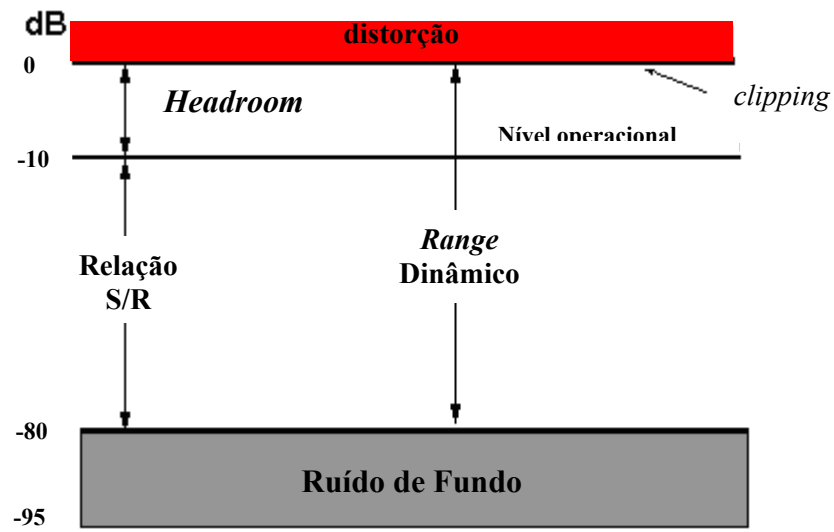 dB
distorção
0
Headroom
clipping
Nível operacional
-10
Range
Dinâmico
Relação
S/R
-80
Ruído de Fundo
-95